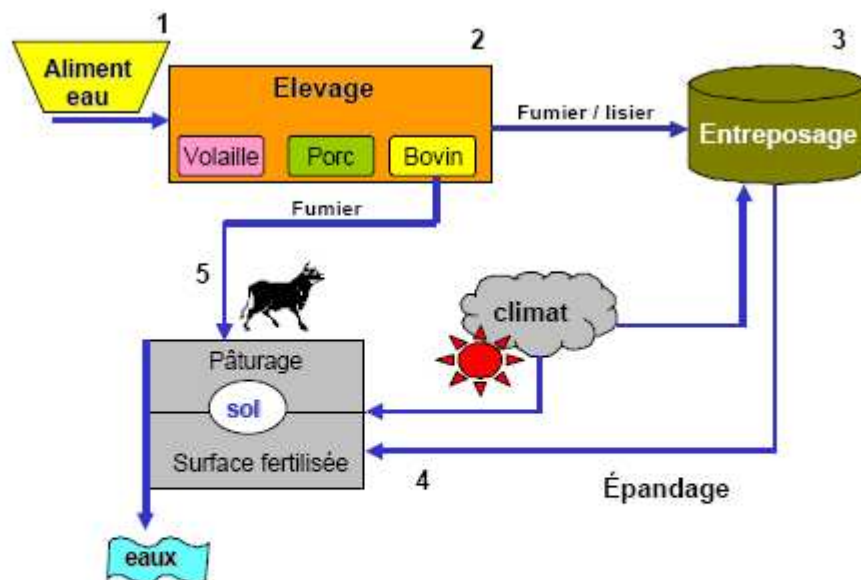 1
Aliment
eau
2
Elevage
Volaille
Porc
Bovin
Fumier / lisier
3
Entreposage
Fumier
5
climat
Pâturage
sol
Surface fertilisée
4
Épandage
eaux